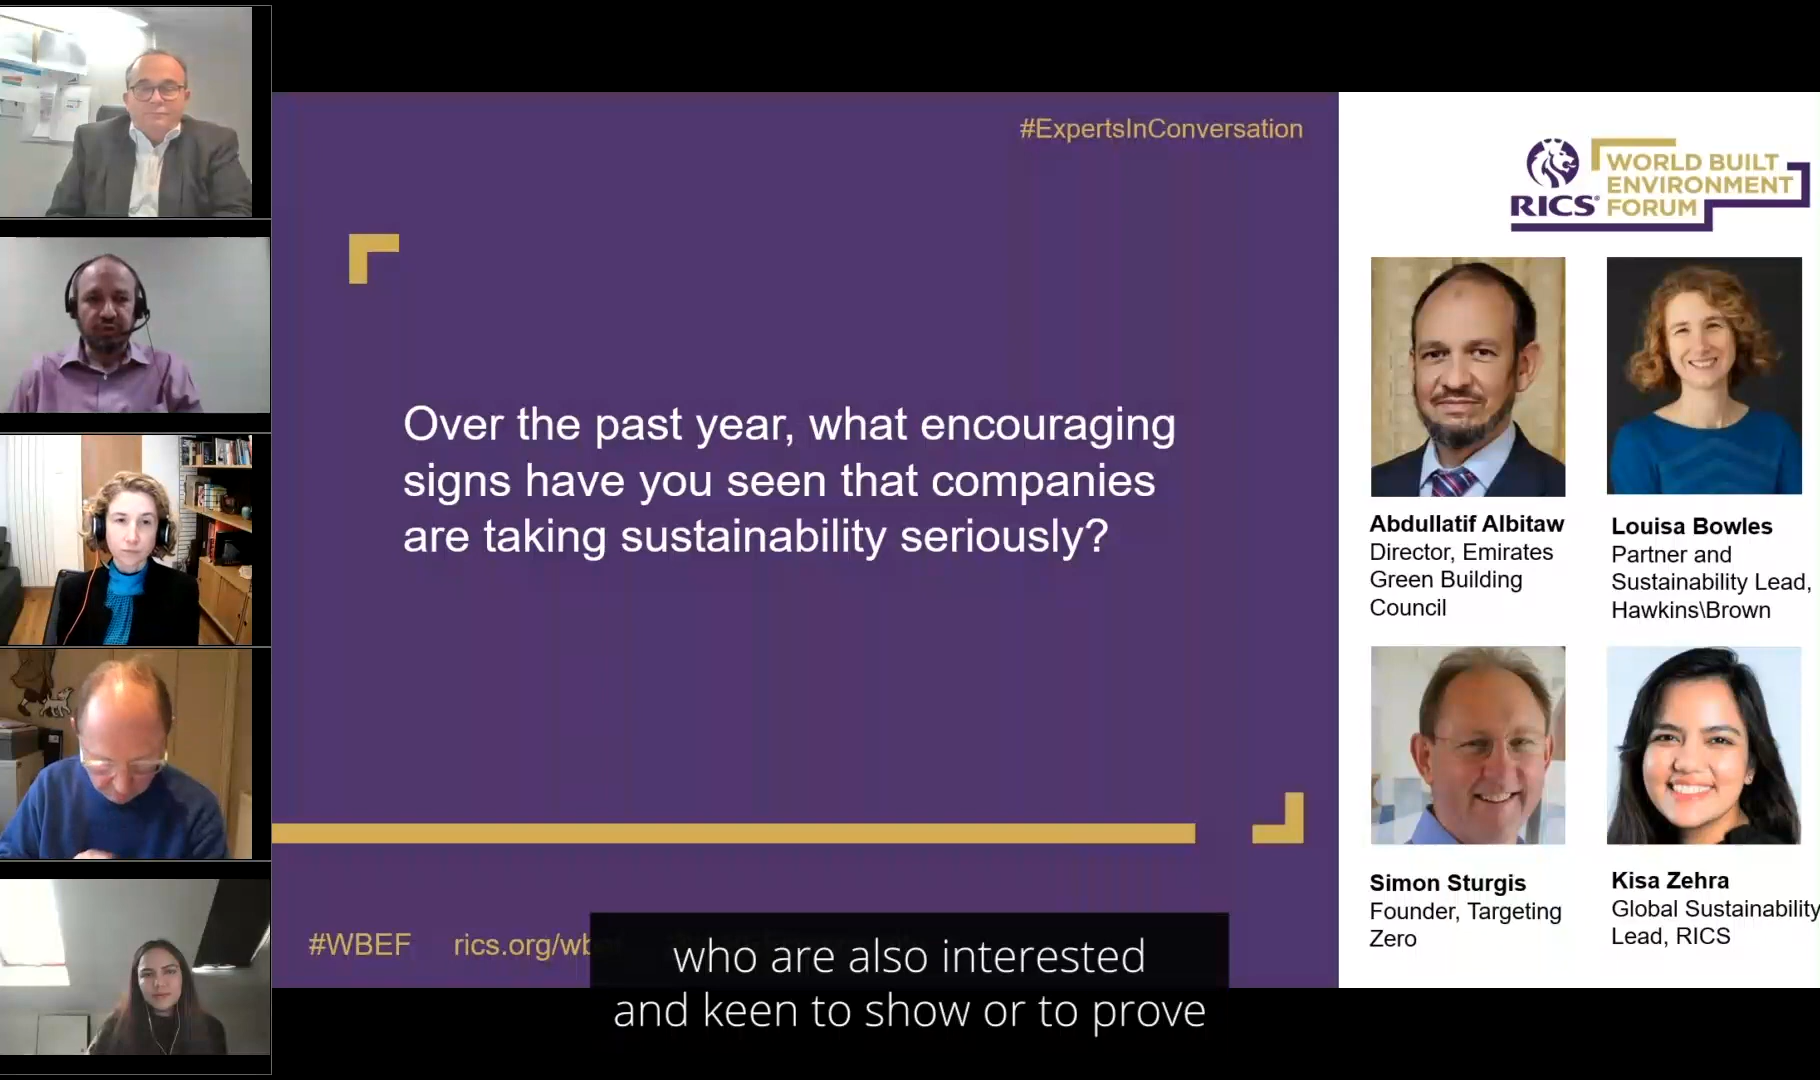 #ExpertsInConversation
Over the past year, what encouraging
signs have you seen that companies
are taking sustainability seriously?
#WBEF rics.org/wb
who are also interested
and keen to show or to prove
RICS
WORLD BUILT
ENVIRONMENT
FORUM
Abdullatif Albitaw
Director, Emirates
Green Building
Council
Louisa Bowles
Partner and
Sustainability Lead,
Hawkins\Brown
Simon Sturgis
Founder, Targeting
Zero
Kisa Zehra
Global Sustainability
Lead, RICS